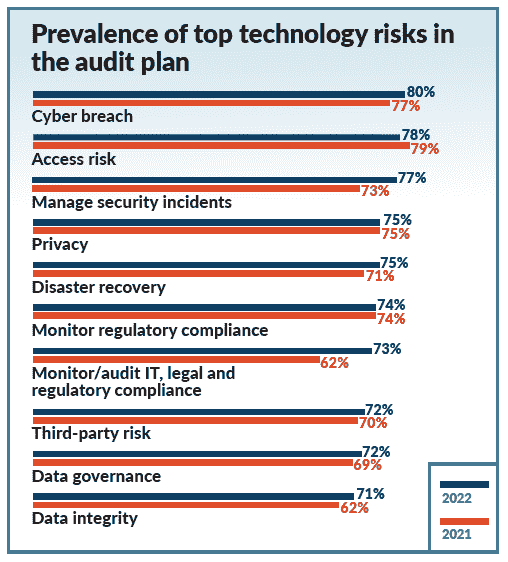 Prevalence of top technology risks in
the audit plan
80%
77%
Cyber breach
78%
79%
Access risk
77%
73%
Manage security incidents
75%
75%
Privacy
75%
71%
Disaster recovery
74%
74%
Monitor regulatory compliance
73%
62%
Monitor/audit IT, legal and
regulatory compliance
72%
70%
Third-party risk
72%
69%
Data governance
71%
62%
Data integrity
2022
2021